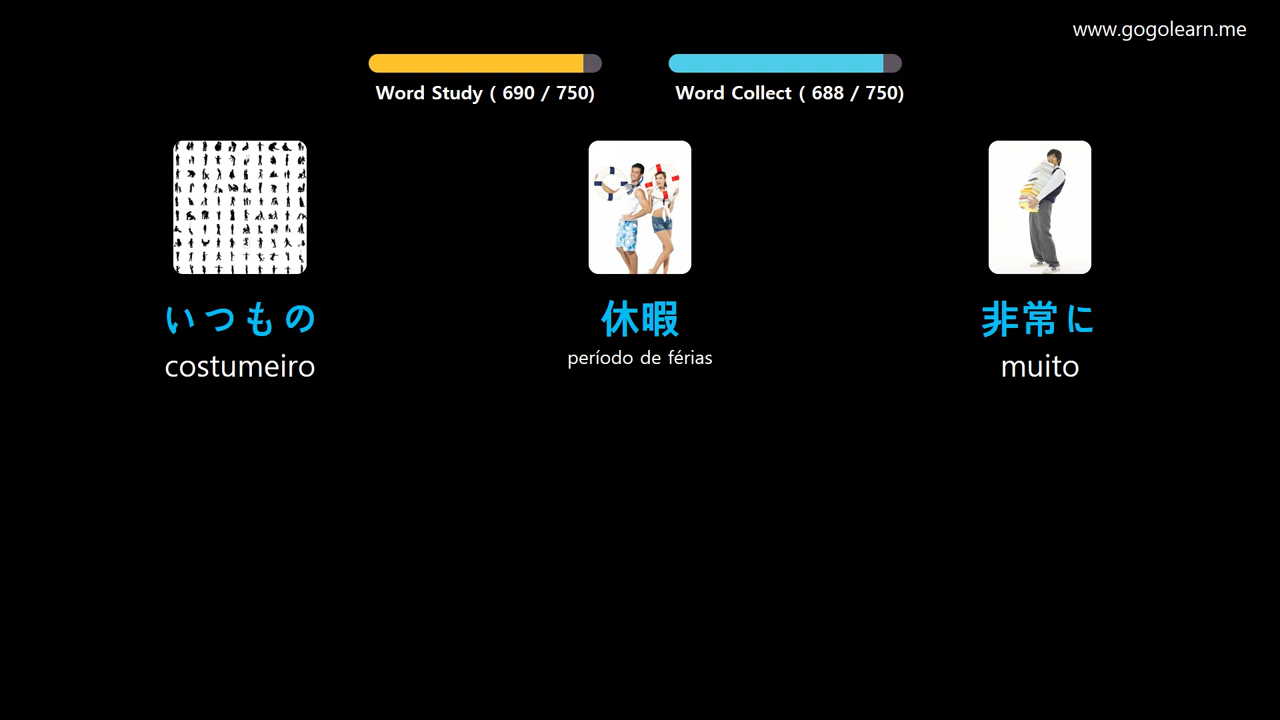 www.gogolearn.me
Word Study ( 690 / 750)
Word Collect ( 688 / 750)
いつもの
costumeiro
休暇
período de férias
非常に
muito